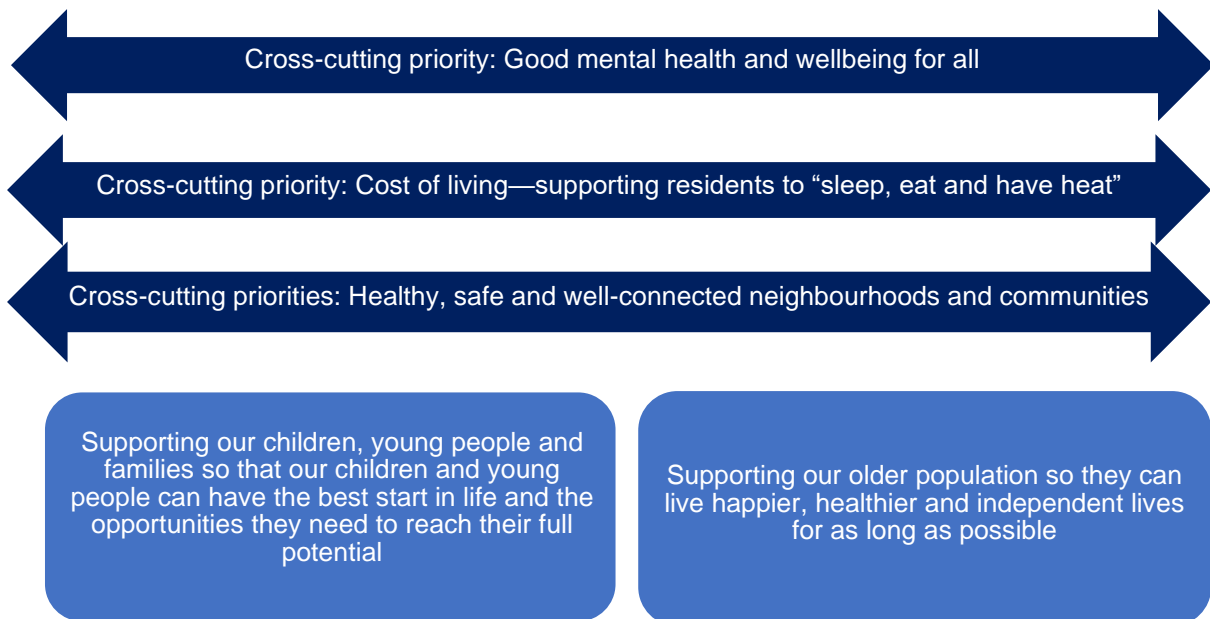 Cross-cutting priority: Good mental health and wellbeing for all
Cross-cutting priority: Cost of living—supporting residents to “sleep, eat and have heat”
Cross-cutting priorities: Healthy, safe and well-connected neighbourhoods and communities
Supporting our children, young people and
families so that our children and young
people can have the best start in life and the
opportunities they need to reach their full
potential
Supporting our older population so they can
live happier, healthier and independent lives
for as long as possible